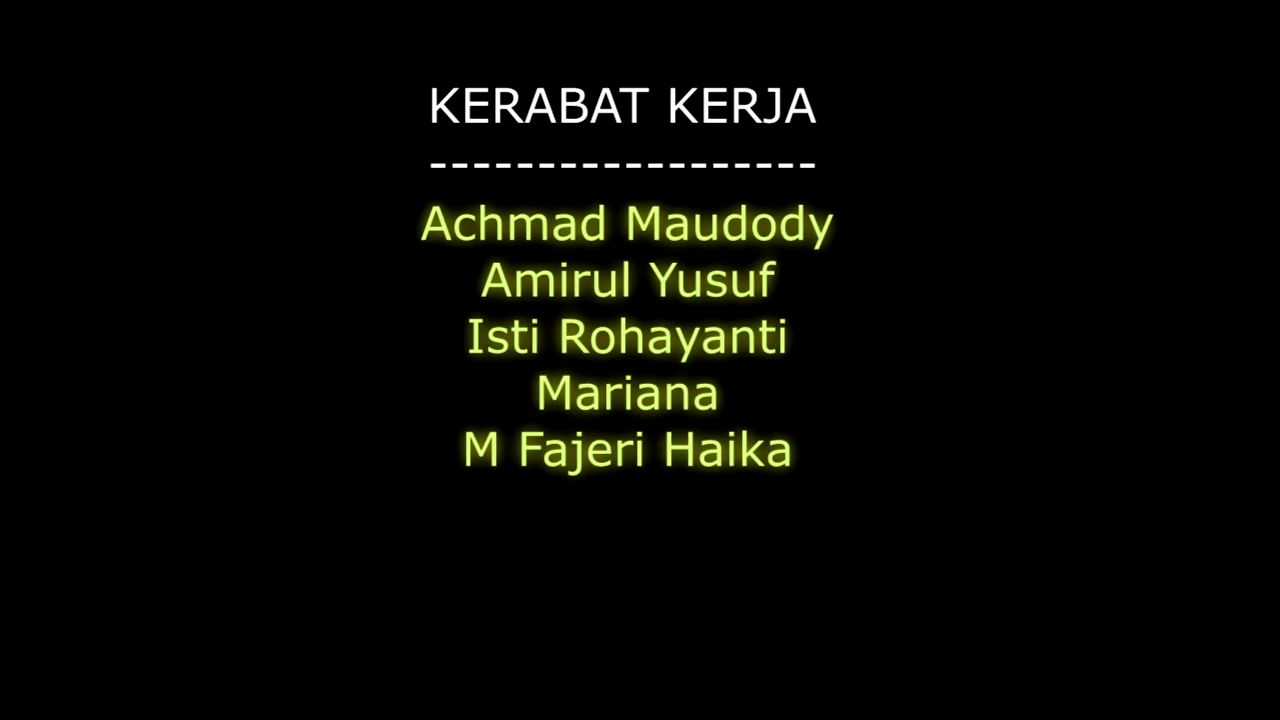 KERABAT KERJA
------------------
Achmad Maudody
Amirul Yusuf
Isti Rohayanti
Mariana
M Fajeri Haika